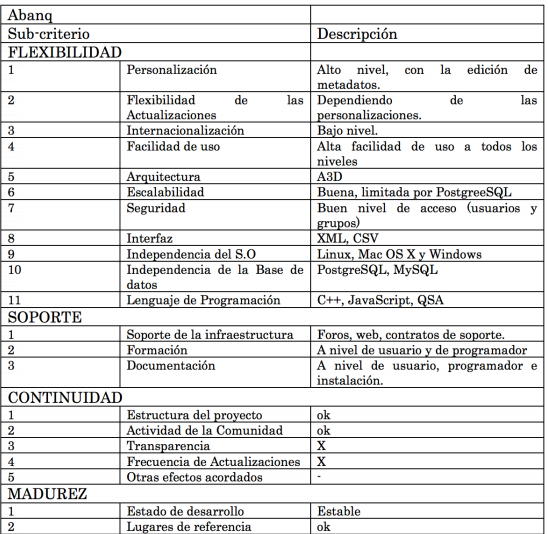 Abanq
Sub-criterio Descripción
FLEXIBILIDAD
1 Personalización Alto nivel, con la edición de
metadatos.
2 Flexibilidad de las Dependiendo de las
Actualizaciones personalizaciones.
3 Internacionalización Bajo nivel.
4 Facilidad de uso Alta facilidad de uso a todos los
niveles
5 Arquitectura A3D
6 Escalabilidad Buena, limitada por PostgreeSQL
7 Seguridad Buen nivel de acceso (usuarios y
grupos)
8 Interfaz XML, CSV
9 Independencia del S.O Linux, Mac OS X y Windows
10 Independencia de la Base de PostgreSQL, MySQL
datos
11 Lenguaje de Programación C++, JavaScript, QSA
SOPORTE
1 Soporte de la infraestructura Foros, web, contratos de soporte.
2 Formación A nivel de usuario y de programador
3 Documentación A nivel de usuario, programador e
instalación.
CONTINUIDAD
1 Estructura del proyecto ok
2 Actividad de la Comunidad ok
3 Transparencia X
4 Frecuencia de Actualizaciones X
5 Otras efectos acordados -
MADUREZ
1 Estado de desarrollo Estable
2 Lugares de referencia ok